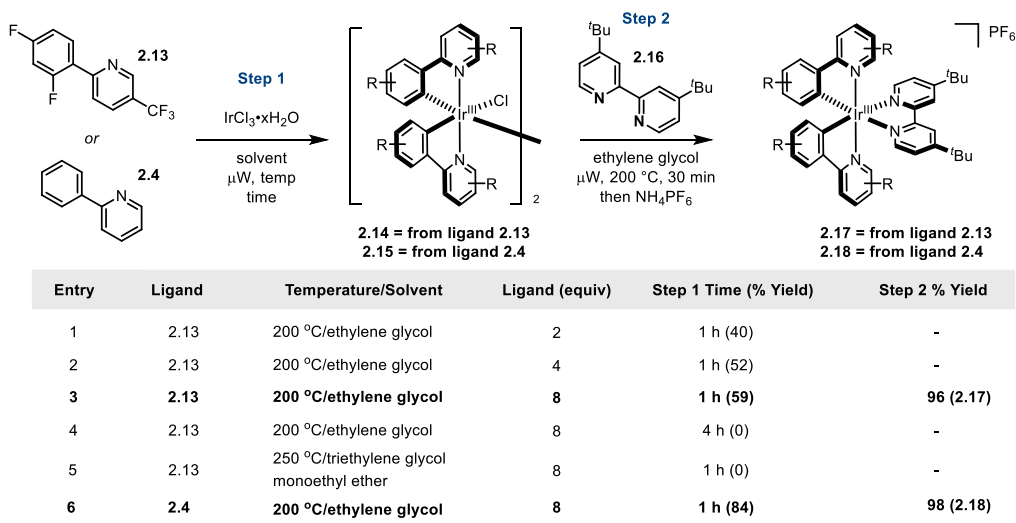 F
F
N
CF3
2.13
or
2.4
N
Step 1
IrCl3•xH2O
solvent
μW, temp
time
R
N
R
IrIII
Cl
R
N
R
2
2.14 = from ligand 2.13
2.15 = from ligand 2.4
Step 2
tBu
2.16
tBu
N
N
ethylene glycol
μW, 200 °C, 30 min
then NH4PF6
PF6
R
N
R
tBu
IrIII
N
N
tBu
R
N
R
2.17 = from ligand 2.13
2.18 = from ligand 2.4
Entry Ligand Temperature/Solvent Ligand (equiv) Step 1 Time (% Yield) Step 2 % Yield
1 2.13 200 °C/ethylene glycol 2 1 h (40) -
2 2.13 200 °C/ethylene glycol 4 1 h (52) -
3 2.13 200 °C/ethylene glycol 8 1 h (59) 96 (2.17)
4 2.13 200 °C/ethylene glycol 8 4 h (0) -
5 2.13 250 °C/triethylene glycol 8 1 h (0) -
monoethyl ether
6 2.4 200 °C/ethylene glycol 8 1 h (84) 98 (2.18)